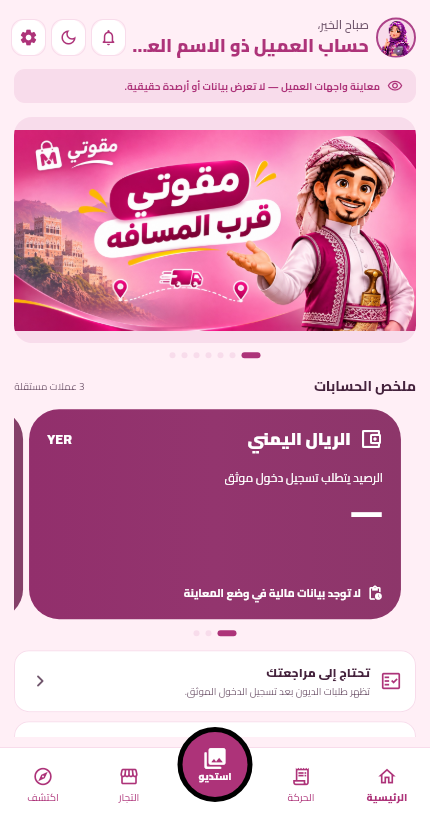 صباح الخير،
حساب العميل ذو الاسم الع...
معاينة واجهات العميل — لا تعرض بيانات أو أرصدة حقيقية.
مقوتي
مقوتي
قرب المسافه
ملخص الحسابات
3 عملات مستقلة
الريال اليمني
YER
الرصيد يتطلب تسجيل دخول موثق
—
لا توجد بيانات مالية في وضع المعاينة
تحتاج إلى مراجعتك
تظهر طلبات الديون بعد تسجيل الدخول الموثق.
الرئيسية
الحركة
استديو
التجار
اكتشف